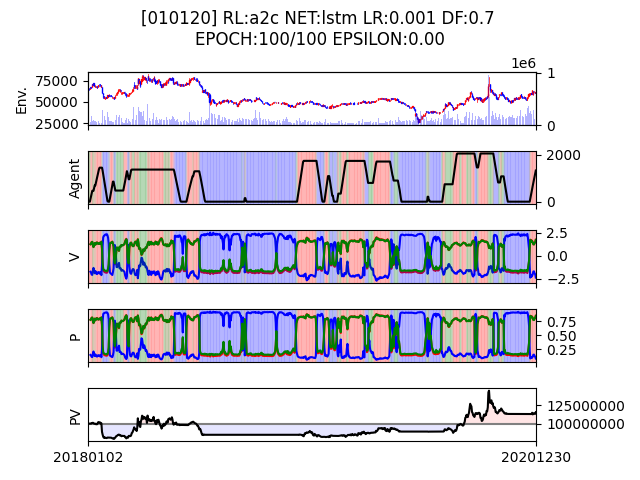 [010120] RL:a2c NET:lstm LR:0.001 DF:0.7
EPOCH:100/100 EPSILON:0.00
1e6
Env.
75000
50000
25000
1
0
Agent
2000
0
V
2.5
0.0
−2.5
P
0.75
0.50
0.25
PV
125000000
100000000
20180102
20201230